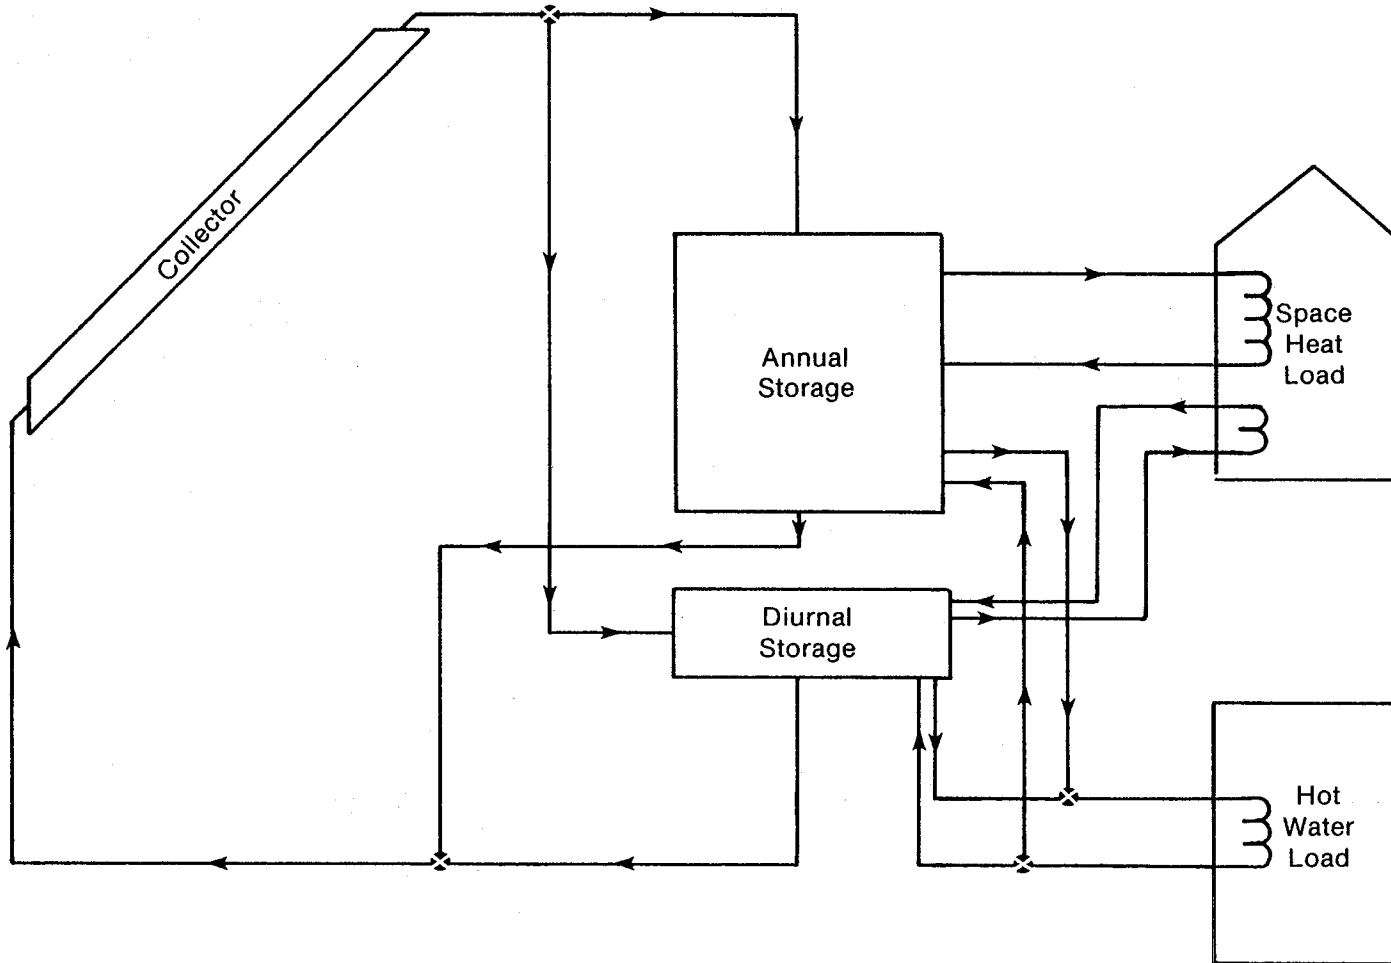 Collector
Annual
Storage
Space
Heat
Load
Diurnal
Storage
Hot
Water
Load